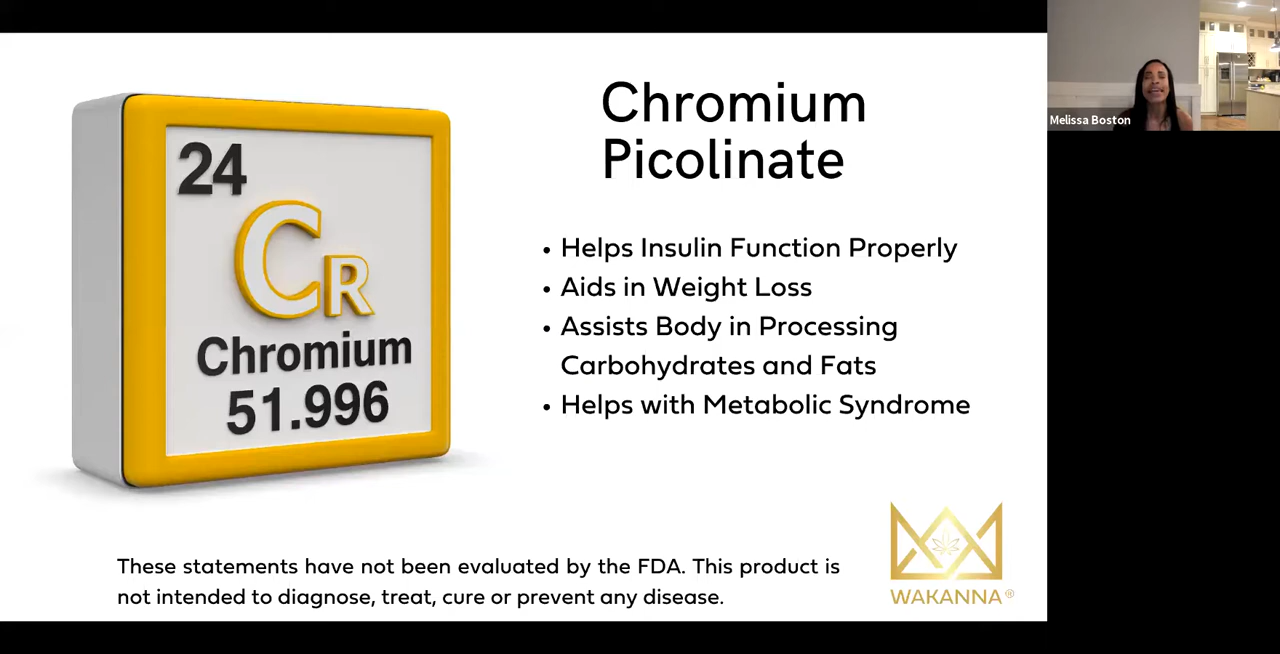 Chromium
Picolinate
24
CR
Chromium
51.996
• Helps Insulin Function Properly
• Aids in Weight Loss
• Assists Body in Processing
Carbohydrates and Fats
• Helps with Metabolic Syndrome
These statements have not been evaluated by the FDA. This product is
not intended to diagnose, treat, cure or prevent any disease.
WAKANNA®
Melissa Boston